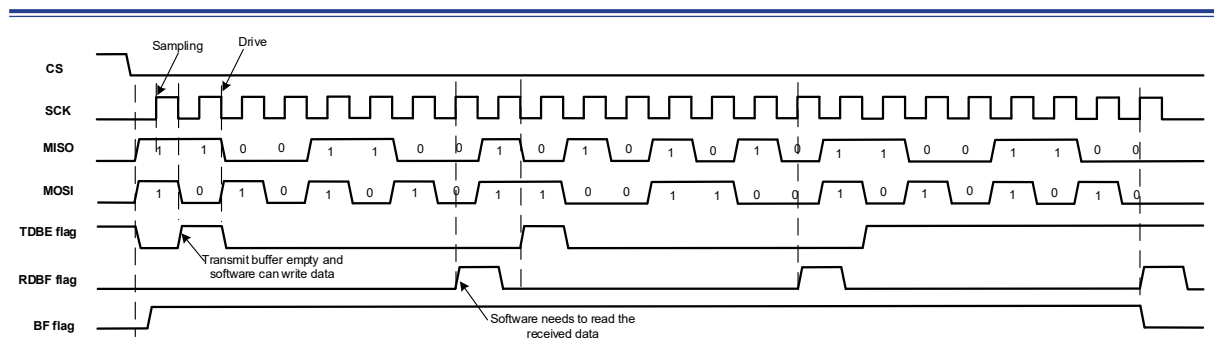 Sampling
Drive
CS
SCK
MISO 1 1 0 0 1 1 0 0 1 0 0 1 0 1 0 1 0 1 1 0 0 1 1 0 0
MOSI 1 0 1 0 1 0 1 0 1 1 0 0 1 1 0 0 1 0 1 0 1 0 1 0
TDBE flag
Transmit buffer empty and
software can write data
RDBF flag
Software needs to read the
received data
BF flag